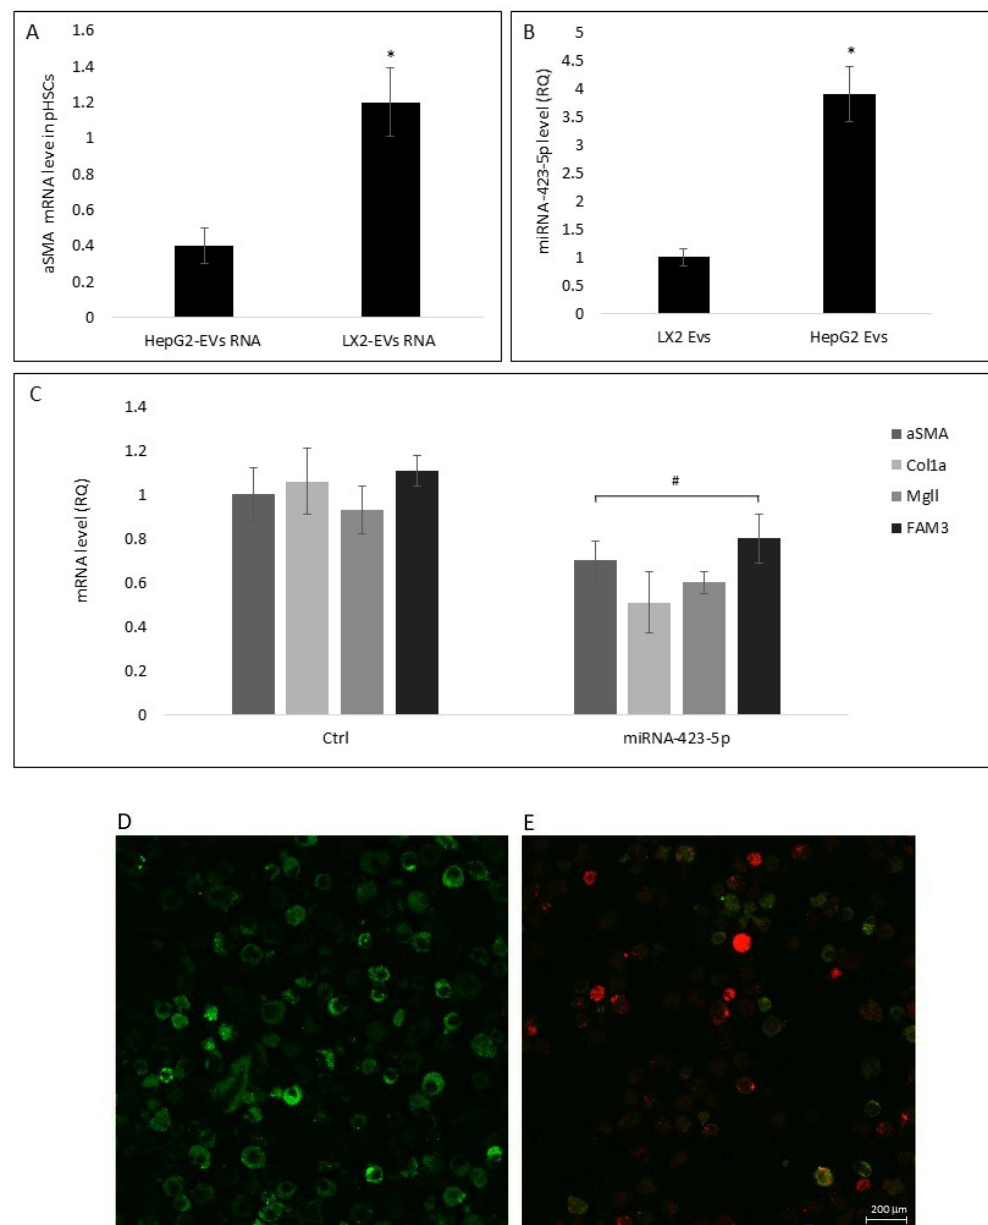 A
aSMA mRNA leve in pHSCs
1.6
1.4
1.2
1
0.8
0.6
0.4
0.2
0
*
HepG2-EVs RNA
LX2-EVs RNA
B
miRNA-423-5p level (RQ)
5
4.5
4
3.5
3
2.5
2
1.5
1
0.5
0
*
LX2 Evs
HepG2 Evs
C
mRNA level (RQ)
1.4
1.2
1
0.8
0.6
0.4
0.2
0
#
Ctrl
miRNA-423-5p
aSMA
Col1a
Mgll
FAM3
D
E
200 µm